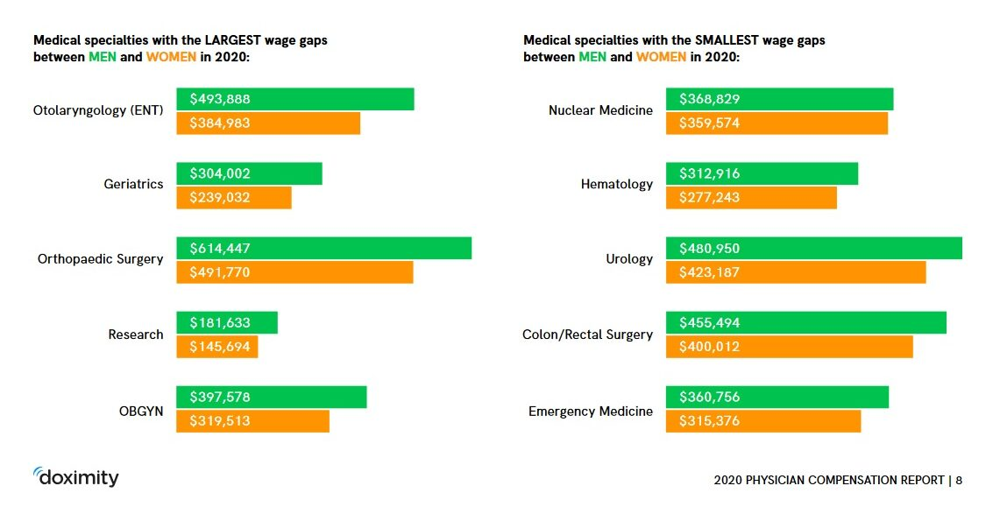 Medical specialties with the LARGEST wage gaps
between MEN and WOMEN in 2020:
Otolaryngology (ENT)
$493,888
$384,983
Geriatrics
$304,002
$239,032
Orthopaedic Surgery
$614,447
$491,770
Research
$181,633
$145,694
OBGYN
$397,578
$319,513
Medical specialties with the SMALLEST wage gaps
between MEN and WOMEN in 2020:
Nuclear Medicine
$368,829
$359,574
Hematology
$312,916
$277,243
Urology
$480,950
$423,187
Colon/Rectal Surgery
$455,494
$400,012
Emergency Medicine
$360,756
$315,376
doximity
2020 PHYSICIAN COMPENSATION REPORT | 8